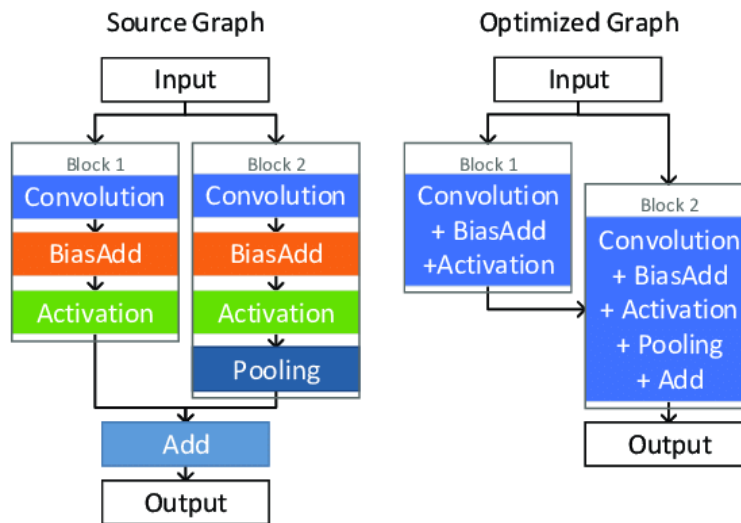 Source Graph
Input
Block 1
Convolution
BiasAdd
Activation
Block 2
Convolution
BiasAdd
Activation
Pooling
Add
Output
Optimized Graph
Input
Block 1
Convolution
+ BiasAdd
+Activation
Block 2
Convolution
+ BiasAdd
+ Activation
+ Pooling
+ Add
Output